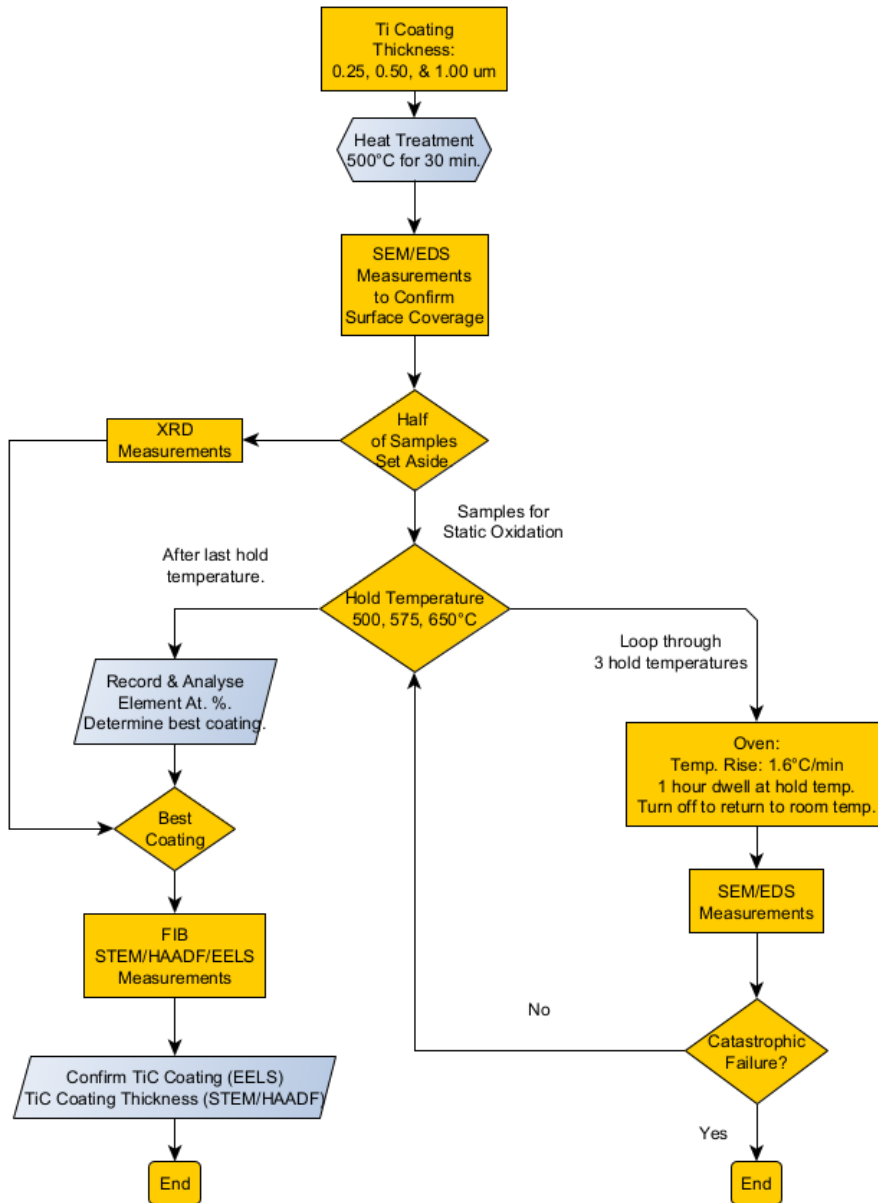 Ti Coating
Thickness:
0.25, 0.50, & 1.00 um
Heat Treatment
500°C for 30 min.
SEM/EDS
Measurements
to Confirm
Surface Coverage
Half
of Samples
Set Aside.
XRD
Measurements
Samples for
Static Oxidation
After last hold
temperature.
Hold Temperature
500, 575, 650°C
Loop through
3 hold temperatures
Record & Analyse
Element At. %.
Determine best coating.
Oven:
Temp. Rise: 1.6°C/min
1 hour dwell at hold temp.
Turn off to return to room temp.
Best
Coating
SEM/EDS
Measurements
FIB
STEM/HAADF/EELS
Measurements
No
Catastrophic
Failure?
Confirm TiC Coating (EELS)
TiC Coating Thickness (STEM/HAADF)
Yes
End
End